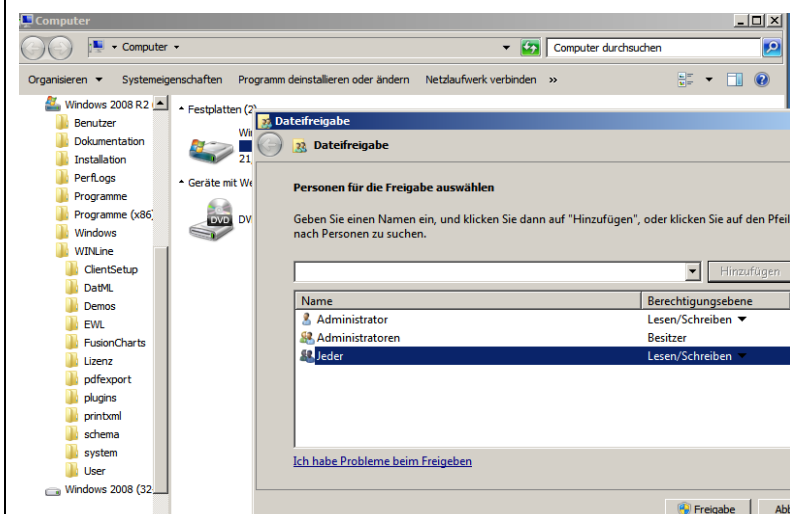 Computer
Computer
Computer durchsuchen
Organisieren Systemeigenschaften Programm deinstallieren oder ändern Netzlaufwerk verbinden »
Windows 2008 R2
Benutzer
Dokumentation
Installation
PerfLogs
Programme
Programme (x86)
Windows
WINLine
ClientSetup
DatML
Demos
EWL
FusionCharts
Lizenz
pdfexport
plugins
printxml
schema
system
User
Windows 2008 (32
Festplatten (2)
Wi
21,
Geräte mit We
DVD
DV
Dateifreigabe
Dateifreigabe
Personen für die Freigabe auswählen
Geben Sie einen Namen ein, und klicken Sie dann auf "Hinzufügen", oder klicken Sie auf den Pfeil
nach Personen zu suchen.
Hinzufügen
Name Berechtigungsebene
Administrator Lesen/Schreiben
Administratoren Besitzer
Jeder Lesen/Schreiben
Ich habe Probleme beim Freigeben
Freigabe Abb